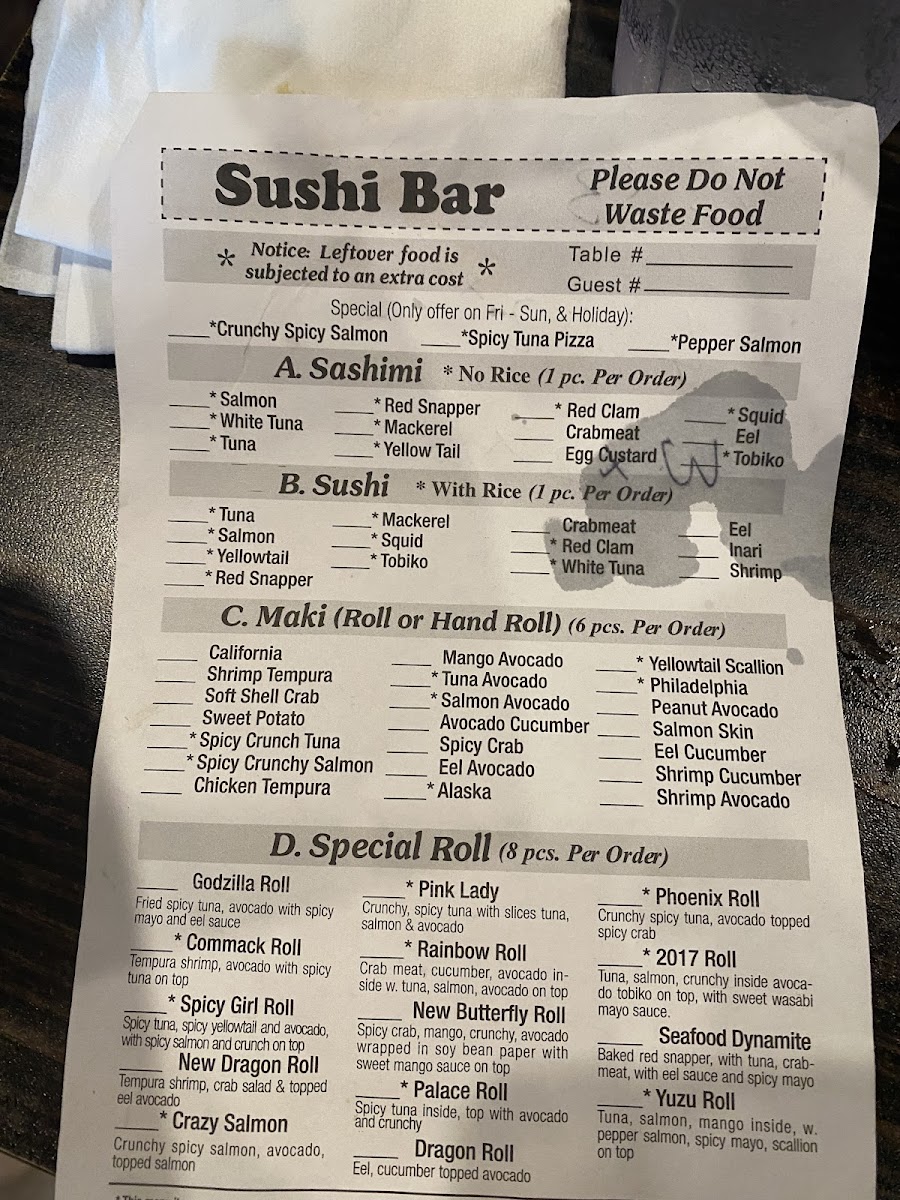 Sushi Bar
Please Do Not
Waste Food
* Notice: Leftover food is
subjected to an extra cost *
Table #
Guest #
Special (Only offer on Fri - Sun, & Holiday):
*Crunchy Spicy Salmon *Spicy Tuna Pizza *Pepper Salmon
A. Sashimi * No Rice (1 pc. Per Order)
* Salmon * Red Snapper * Red Clam * Squid
* White Tuna * Mackerel Crabmeat Eel
* Tuna * Yellow Tail Egg Custard * Tobiko
B. Sushi * With Rice (1 pc. Per Order)
* Tuna * Mackerel Crabmeat Eel
* Salmon * Squid * Red Clam Inari
* Yellowtail * Tobiko * White Tuna Shrimp
* Red Snapper
C. Maki (Roll or Hand Roll) (6 pcs. Per Order)
California Mango Avocado * Yellowtail Scallion
Shrimp Tempura * Tuna Avocado * Philadelphia
Soft Shell Crab * Salmon Avocado Peanut Avocado
Sweet Potato Avocado Cucumber Salmon Skin
* Spicy Crunch Tuna Spicy Crab Eel Cucumber
* Spicy Crunchy Salmon Eel Avocado Shrimp Cucumber
Chicken Tempura * Alaska Shrimp Avocado
D. Special Roll (8 pcs. Per Order)
Godzilla Roll
Fried spicy tuna, avocado with spicy
mayo and eel sauce
* Commack Roll
Tempura shrimp, avocado with spicy
tuna on top
* Spicy Girl Roll
Spicy tuna, spicy yellowtail and avocado,
with spicy salmon and crunch on top
New Dragon Roll
Tempura shrimp, crab salad & topped
eel avocado
* Crazy Salmon
Crunchy spicy salmon, avocado,
topped salmon
* Pink Lady
Crunchy, spicy tuna with slices tuna,
salmon & avocado
* Rainbow Roll
Crab meat, cucumber, avocado in-
side w. tuna, salmon, avocado on top
New Butterfly Roll
Spicy crab, mango, crunchy, avocado
wrapped in soy bean paper with
sweet mango sauce on top
* Palace Roll
Spicy tuna inside, top with avocado
and crunchy
Dragon Roll
Eel, cucumber topped avocado
* Phoenix Roll
Crunchy spicy tuna, avocado topped
spicy crab
* 2017 Roll
Tuna, salmon, crunchy inside avoca-
do tobiko on top, with sweet wasabi
mayo sauce.
Seafood Dynamite
Baked red snapper, with tuna, crab-
meat, with eel sauce and spicy mayo
* Yuzu Roll
Tuna, salmon, mango inside, w.
pepper salmon, spicy mayo, scallion
on top